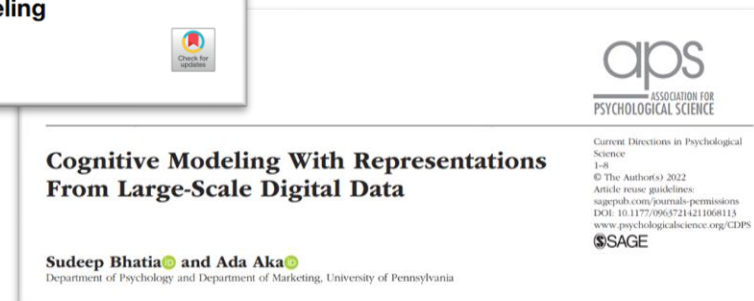 eling
Check for
updates
aps
ASSOCIATION FOR
PSYCHOLOGICAL SCIENCE
Cognitive Modeling With Representations
From Large-Scale Digital Data
Sudeep Bhatia and Ada Aka
Department of Psychology and Department of Marketing, University of Pennsylvania
Current Directions in Psychological
Science
1–8
© The Author(s) 2022
Article reuse guidelines:
sagepub.com/journals-permissions
DOI: 10.1177/09637214211068113
www.psychologicalscience.org/CDPS
SSAGE